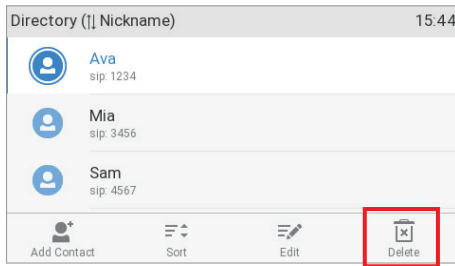 Directory (⇅ Nickname) 15:44
Ava
sip: 1234
Mia
sip: 3456
Sam
sip: 4567
Add Contact Sort Edit Delete